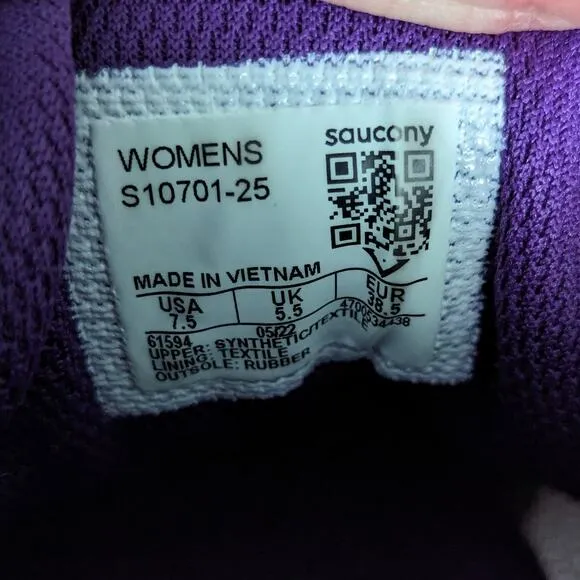 saucony
WOMENS
S10701-25
MADE IN VIETNAM
USA UK EUR
7.5 5.5 38.5
61594 05/22 4700534438
UPPER: SYNTHETIC/TEXTILE
LINING: TEXTILE
OUTSOLE: RUBBER